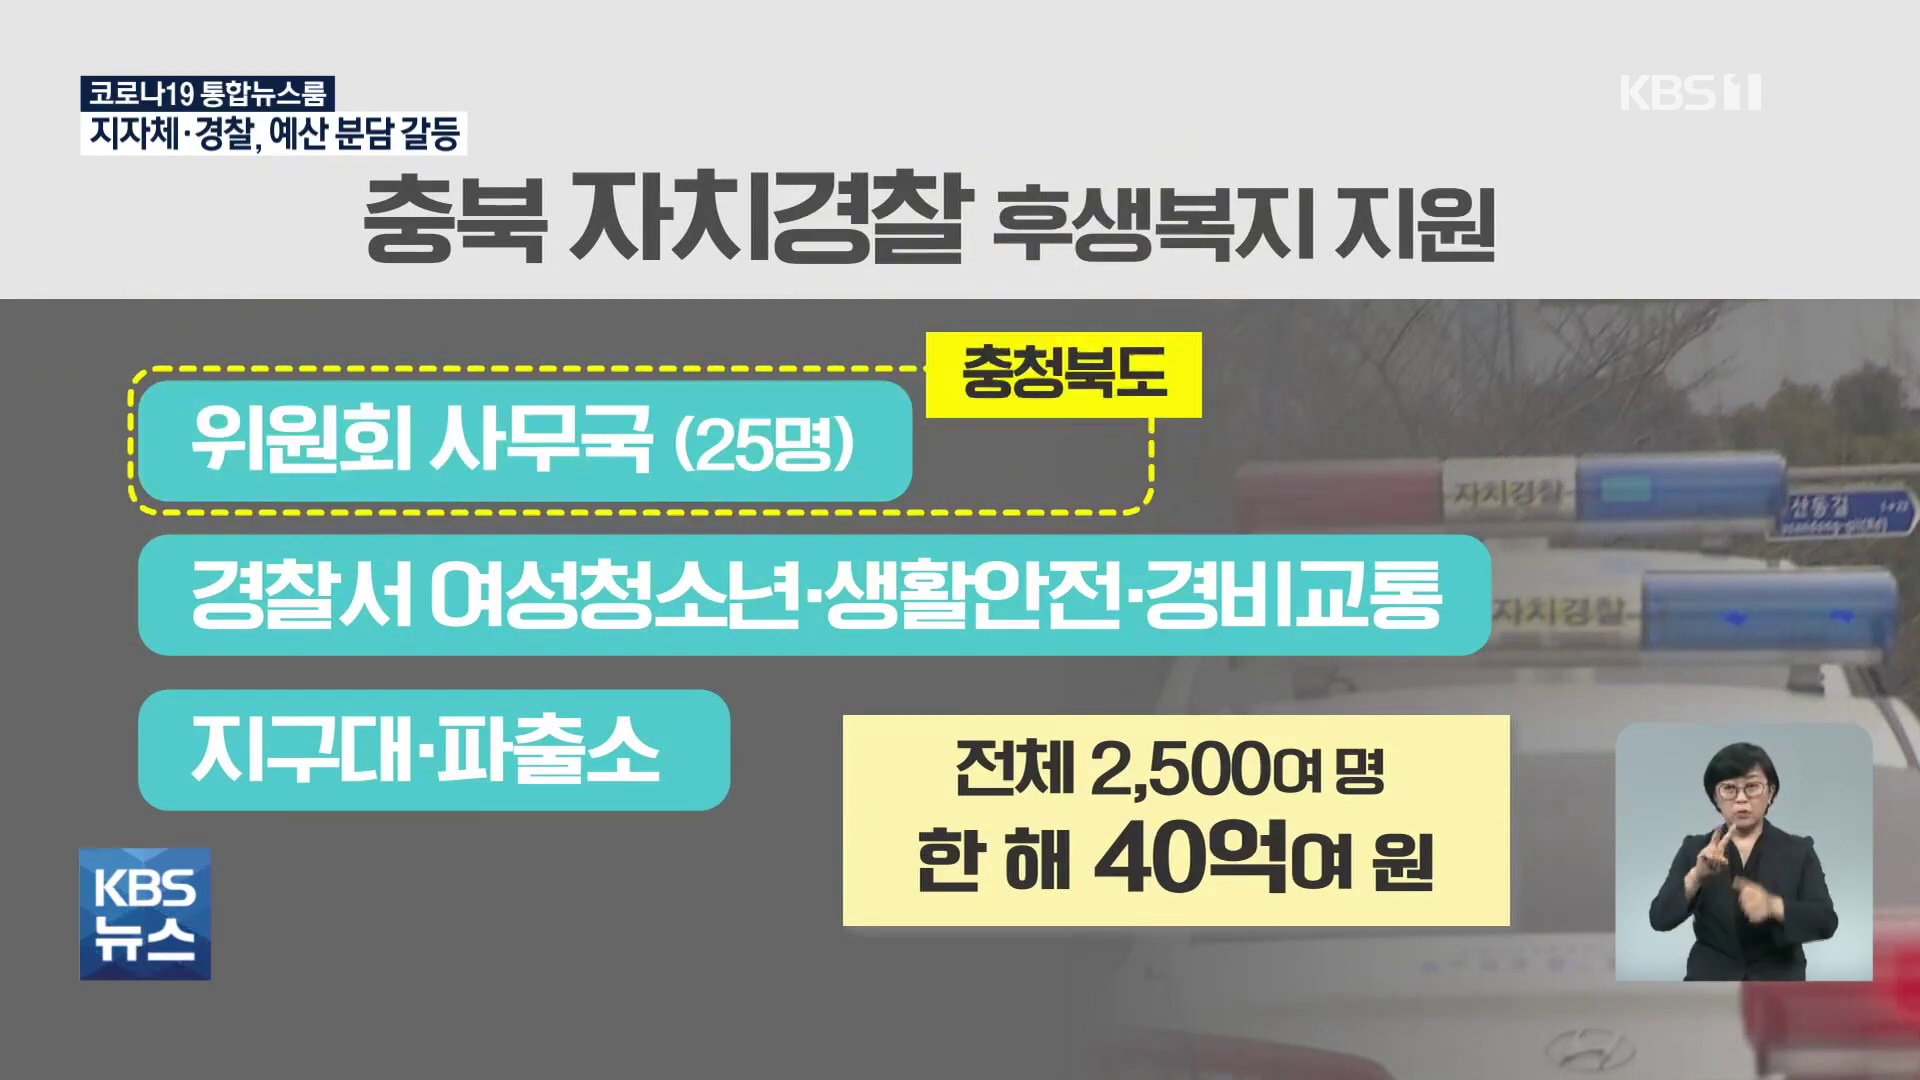 코로나19 통합뉴스룸
지자체·경찰, 예산 분담 갈등
KBS 1
충북 자치경찰 후생복지 지원
충청북도
위원회 사무국 (25명)
경찰서 여성청소년·생활안전·경비교통
지구대·파출소
전체 2,500여 명
한 해 40억여 원
자치경찰
산동길
자치경찰
KBS
뉴스